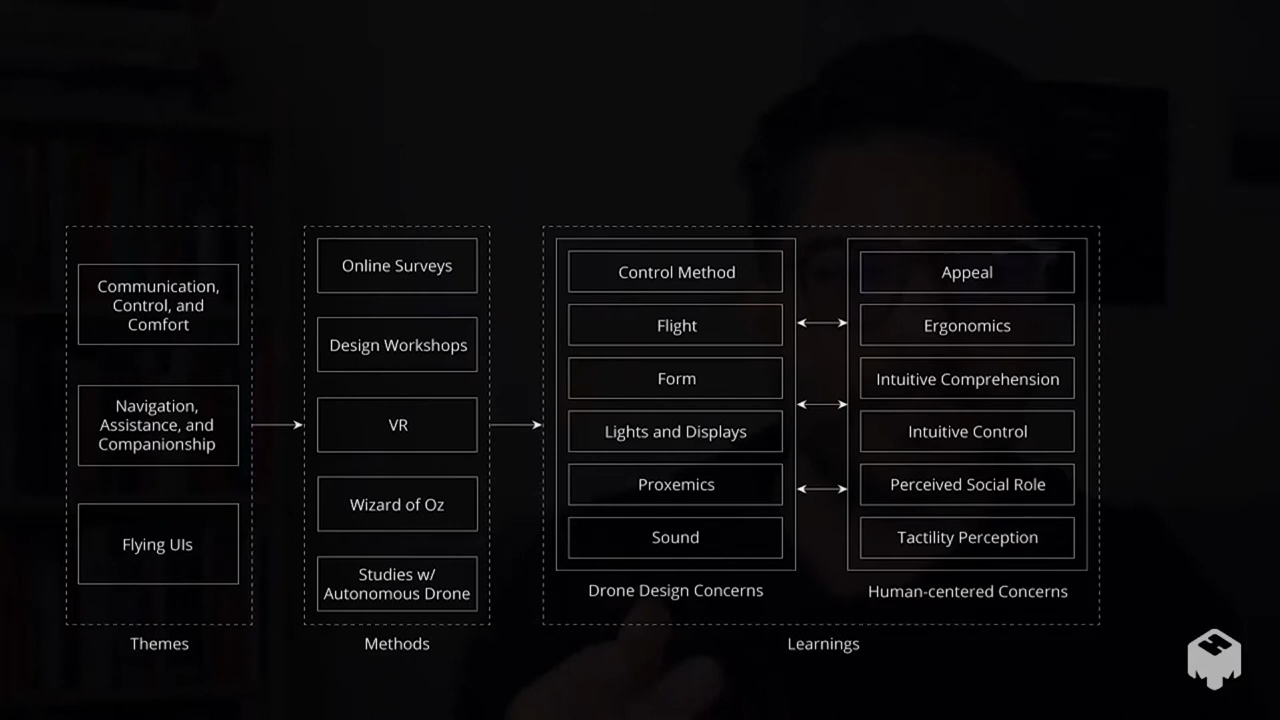 Communication,
Control, and
Comfort
Navigation,
Assistance, and
Companionship
Flying UIs
Themes
Online Surveys
Design Workshops
VR
Wizard of Oz
Studies w/
Autonomous Drone
Methods
Control Method
Flight
Form
Lights and Displays
Proxemics
Sound
Drone Design Concerns
Appeal
Ergonomics
Intuitive Comprehension
Intuitive Control
Perceived Social Role
Tactility Perception
Human-centered Concerns
Learnings